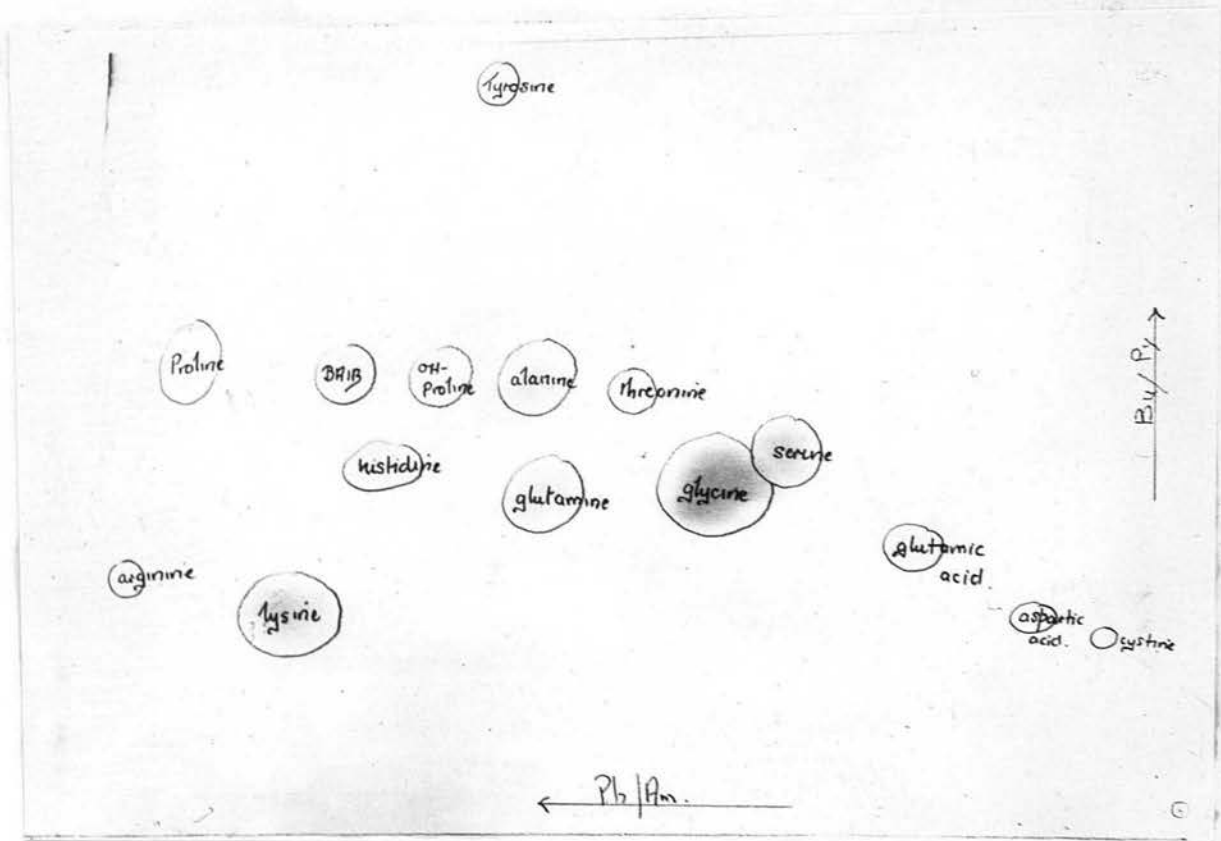 Tyrosine
Proline
BAIB
OH-
Proline
alanine
threonine
Bu/Py
histidine
glutamine
glycine
serine
arginine
lysine
glutamic
acid.
aspartic
acid.
cystine
Ph/Am.